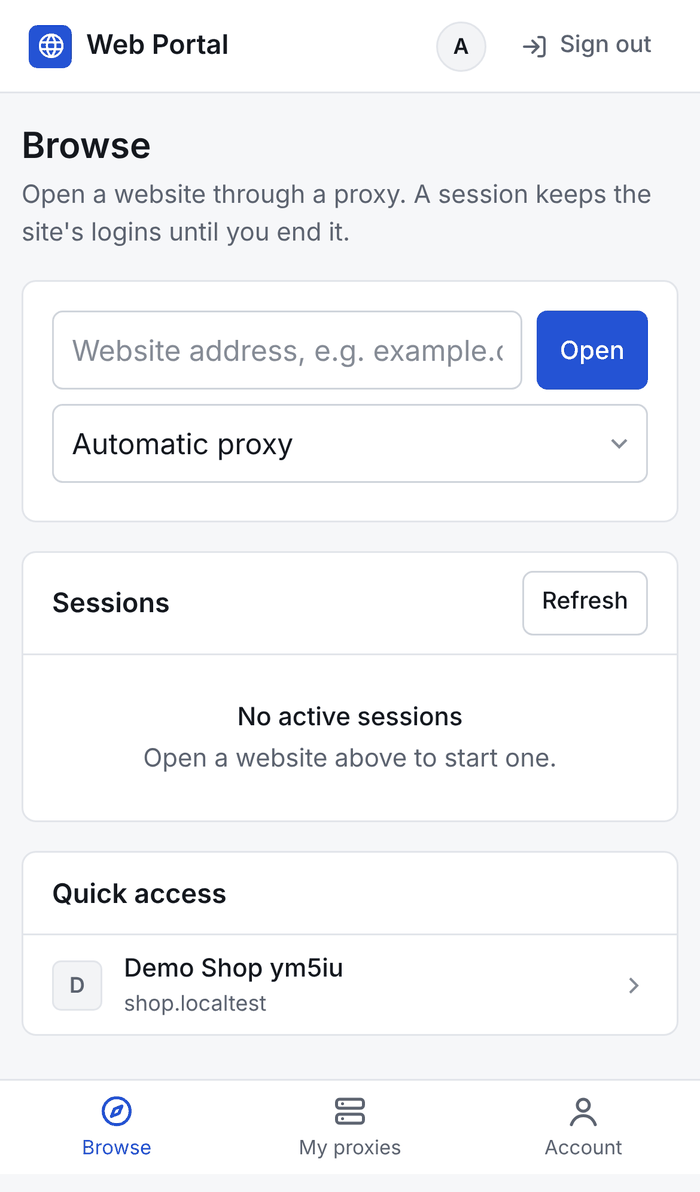 Web Portal
A
Sign out
Browse
Open a website through a proxy. A session keeps the
site's logins until you end it.
Website address, e.g. example.c
Open
Automatic proxy
Sessions
Refresh
No active sessions
Open a website above to start one.
Quick access
D
Demo Shop ym5iu
shop.localtest
Browse
My proxies
Account